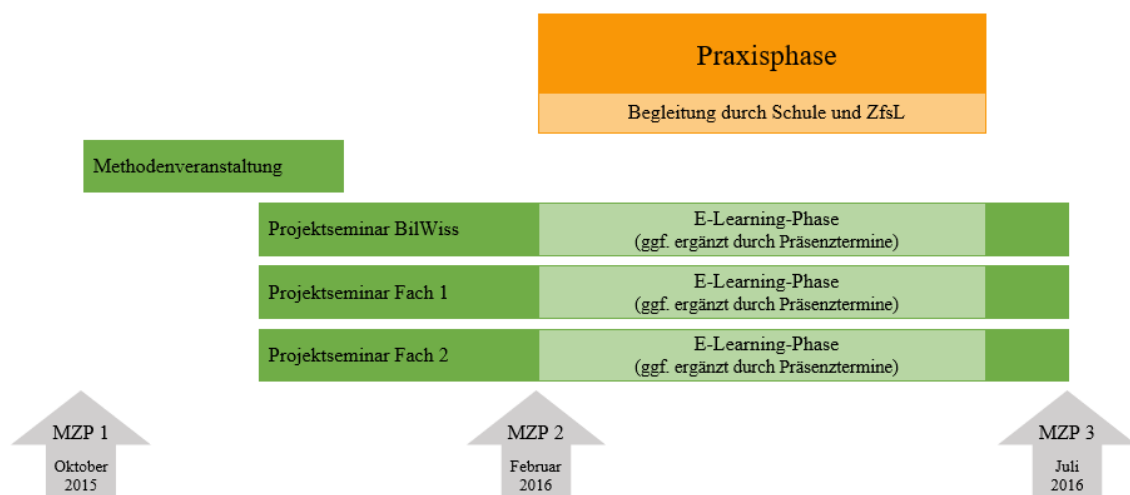 Praxisphase
Begleitung durch Schule und ZfsL
Methodenveranstaltung
Projektseminar BilWiss
E-Learning-Phase
(ggf. ergänzt durch Präsenztermine)
Projektseminar Fach 1
E-Learning-Phase
(ggf. ergänzt durch Präsenztermine)
Projektseminar Fach 2
E-Learning-Phase
(ggf. ergänzt durch Präsenztermine)
MZP 1
Oktober
2015
MZP 2
Februar
2016
MZP 3
Juli
2016